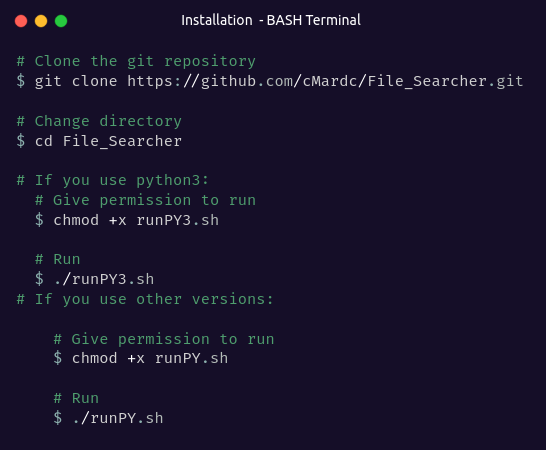 Installation - BASH Terminal
# Clone the git repository
$ git clone https://github.com/cMardc/File_Searcher.git
# Change directory
$ cd File_Searcher
# If you use python3:
# Give permission to run
$ chmod +x runPY3.sh
# Run
$ ./runPY3.sh
# If you use other versions:
# Give permission to run
$ chmod +x runPY.sh
# Run
$ ./runPY.sh